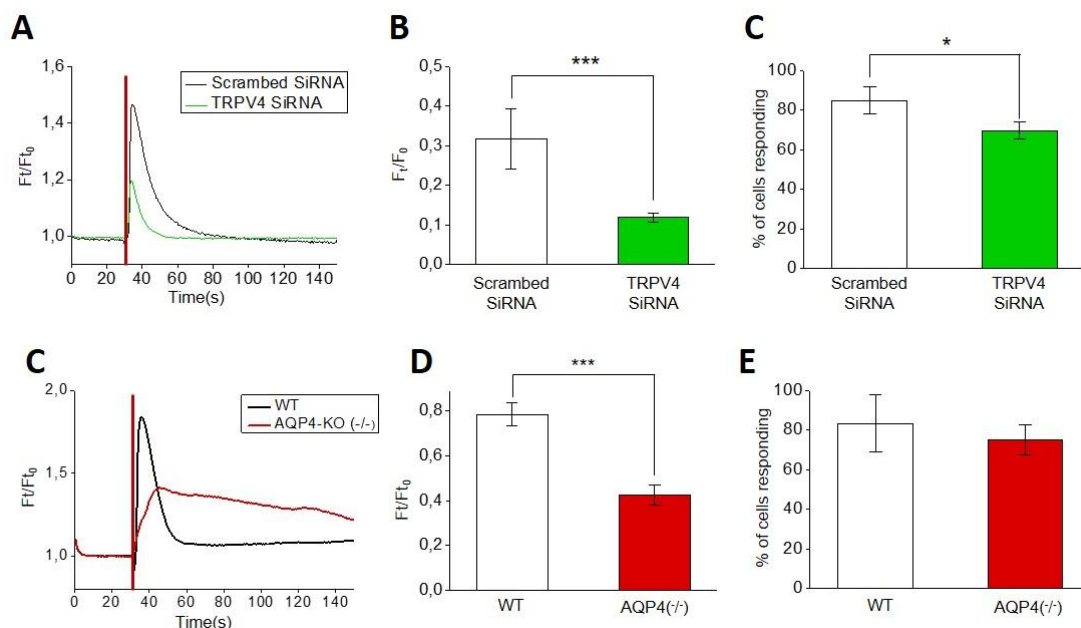 A
1,6
1,4
1,2
1,0
Ft/Ft0
0 20 40 60 80 100 120 140
Time(s)
Scrambed SiRNA
TRPV4 SiRNA
B
***
0,5
0,4
0,3
0,2
0,1
0,0
Ft/F0
Scrambed
SiRNA
TRPV4
SiRNA
C
*
100
80
60
40
20
0
% of cells responding
Scrambed
SiRNA
TRPV4
SiRNA
C
2,0
1,5
1,0
Ft/Ft0
0 20 40 60 80 100 120 140
Time(s)
WT
AQP4-KO (-/-)
D
***
0,8
0,6
0,4
0,2
0,0
Ft/Ft0
WT
AQP4(-/-)
E
100
80
60
40
20
0
% of cells responding
WT
AQP4(-/-)